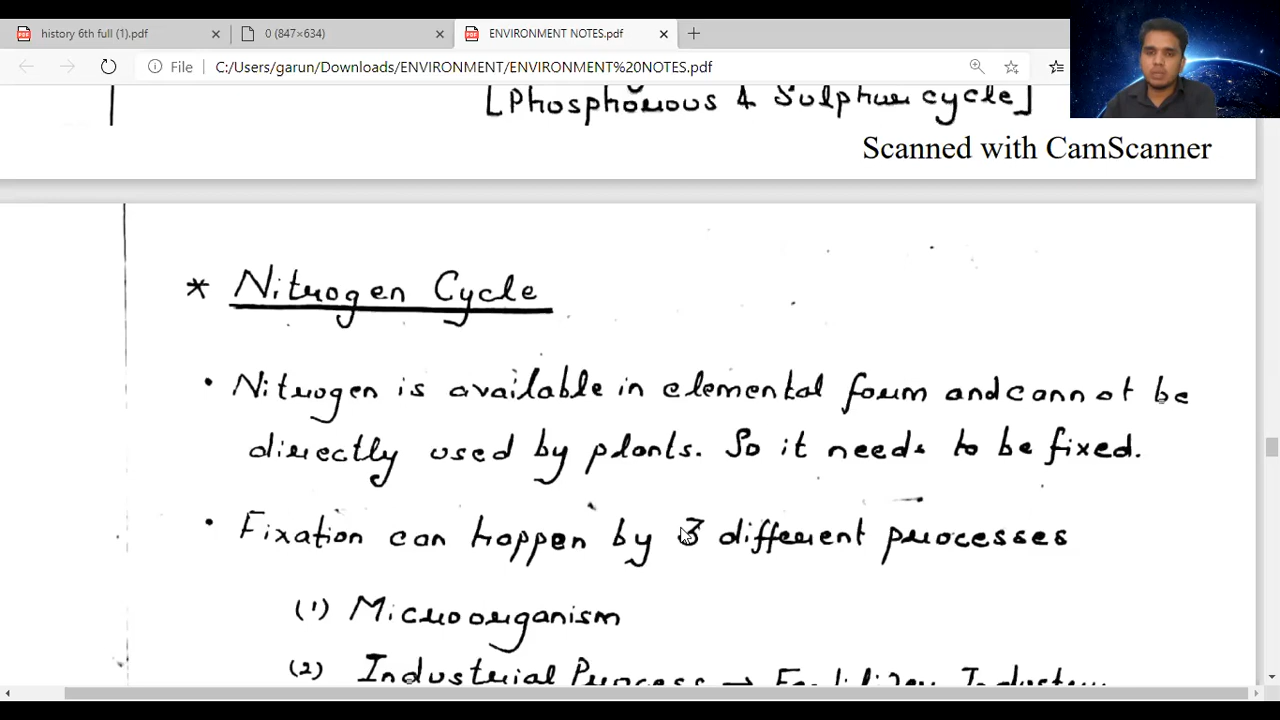 history 6th full (1).pdf
0 (847×634)
ENVIRONMENT NOTES.pdf
File
C:/Users/garun/Downloads/ENVIRONMENT/ENVIRONMENT%20NOTES.pdf
[Phosphorous & Sulphur cycle]
Scanned with CamScanner
* Nitrogen Cycle
• Nitrogen is available in elemental form and cannot be
directly used by plants. So it needs to be fixed.
• Fixation can happen by 3 different processes
(1) Microorganism
(2) Industrial Process → Fertilizer Industry